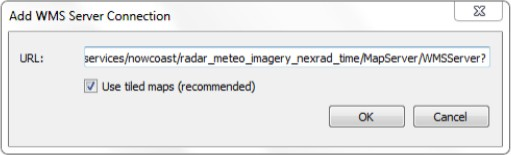 Add WMS Server Connection
URL: services/nowcoast/radar_meteo_imagery_nexrad_time/MapServer/WMSServer?
Use tiled maps (recommended)
OK Cancel